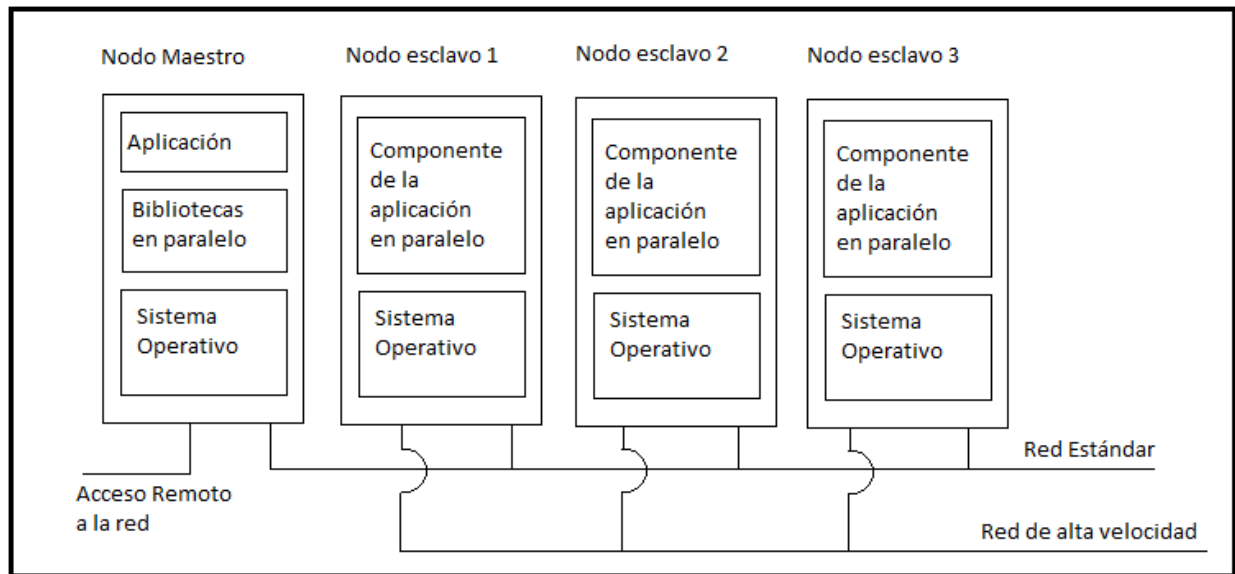 Nodo Maestro
Aplicación
Bibliotecas
en paralelo
Sistema
Operativo
Nodo esclavo 1
Componente
de la
aplicación
en paralelo
Sistema
Operativo
Nodo esclavo 2
Componente
de la
aplicación
en paralelo
Sistema
Operativo
Nodo esclavo 3
Componente
de la
aplicación
en paralelo
Sistema
Operativo
Red Estándar
Acceso Remoto
a la red
Red de alta velocidad